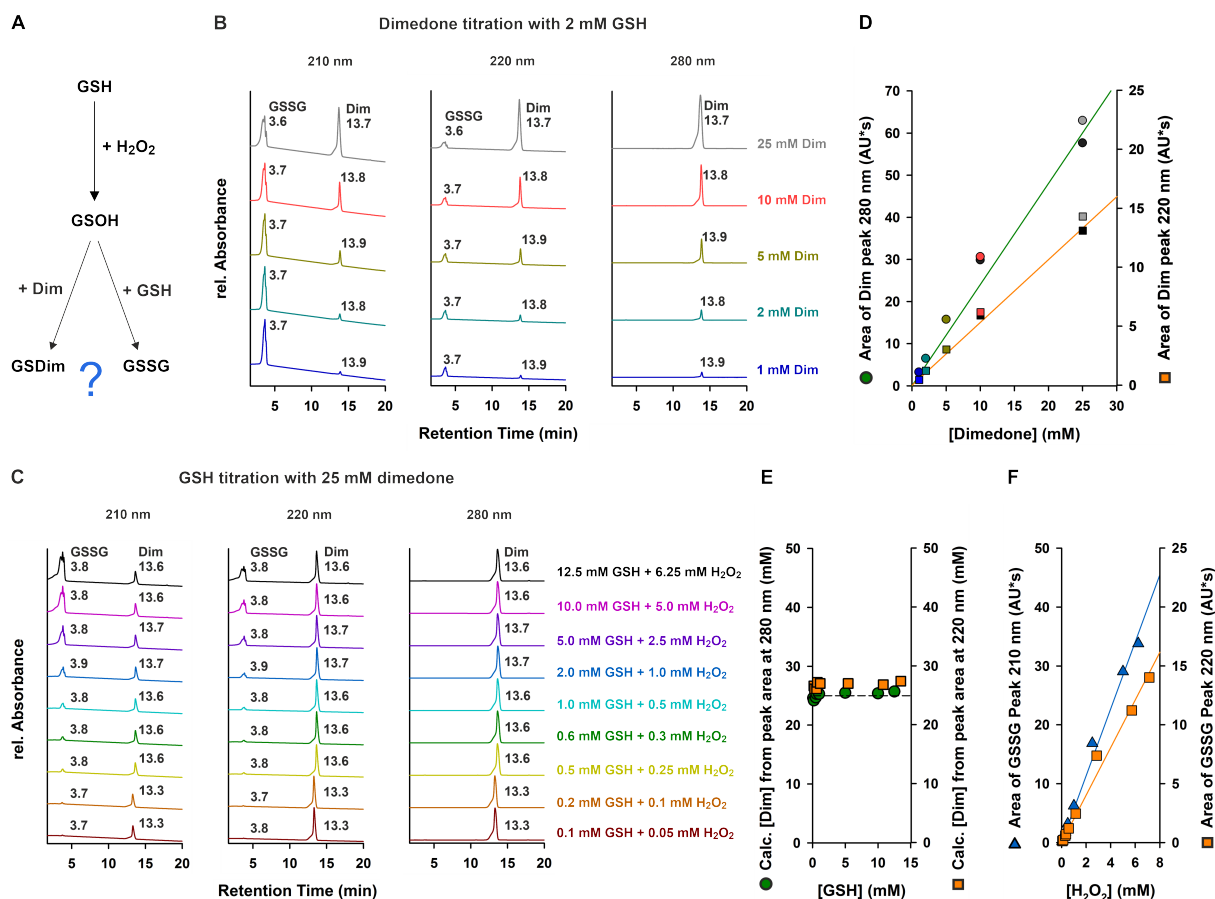 A
GSH
+ H₂O₂
GSOH
+ Dim
+ GSH
GSDim
?
GSSG
B
Dimedone titration with 2 mM GSH
210 nm
220 nm
280 nm
rel. Absorbance
GSSG
3.6
Dim
13.7
GSSG
3.6
Dim
13.7
Dim
13.7
25 mM Dim
3.7
13.8
3.7
13.8
13.8
10 mM Dim
3.7
13.9
3.7
13.9
13.9
5 mM Dim
3.7
13.8
3.7
13.8
13.8
2 mM Dim
3.7
13.9
3.7
13.9
13.9
1 mM Dim
5 10 15 20
5 10 15 20
5 10 15 20
Retention Time (min)
C
GSH titration with 25 mM dimedone
210 nm
220 nm
280 nm
rel. Absorbance
GSSG
3.8
Dim
13.6
GSSG
3.8
Dim
13.6
Dim
13.6
12.5 mM GSH + 6.25 mM H₂O₂
3.8
13.6
3.8
13.6
13.6
10.0 mM GSH + 5.0 mM H₂O₂
3.8
13.7
3.8
13.7
13.7
5.0 mM GSH + 2.5 mM H₂O₂
3.9
13.7
3.9
13.7
13.7
2.0 mM GSH + 1.0 mM H₂O₂
3.8
13.6
3.8
13.6
13.6
1.0 mM GSH + 0.5 mM H₂O₂
3.8
13.6
3.8
13.6
13.6
0.6 mM GSH + 0.3 mM H₂O₂
3.8
13.6
3.8
13.6
13.6
0.5 mM GSH + 0.25 mM H₂O₂
3.7
13.3
3.7
13.3
13.3
0.2 mM GSH + 0.1 mM H₂O₂
3.7
13.3
3.8
13.3
13.3
0.1 mM GSH + 0.05 mM H₂O₂
5 10 15 20
5 10 15 20
5 10 15 20
Retention Time (min)
D
Area of Dim peak 280 nm (AU*s)
70
60
50
40
30
20
10
0
25
20
15
10
5
0
Area of Dim peak 220 nm (AU*s)
0 5 10 15 20 25 30
[Dimedone] (mM)
E
Calc. [Dim] from peak area at 280 nm (mM)
50
40
30
20
10
0
50
40
30
20
10
0
Calc. [Dim] from peak area at 220 nm (mM)
0 5 10 15
[GSH] (mM)
F
Area of GSSG Peak 210 nm (AU*s)
50
40
30
20
10
0
25
20
15
10
5
0
Area of GSSG Peak 220 nm (AU*s)
0 2 4 6 8
[H₂O₂] (mM)